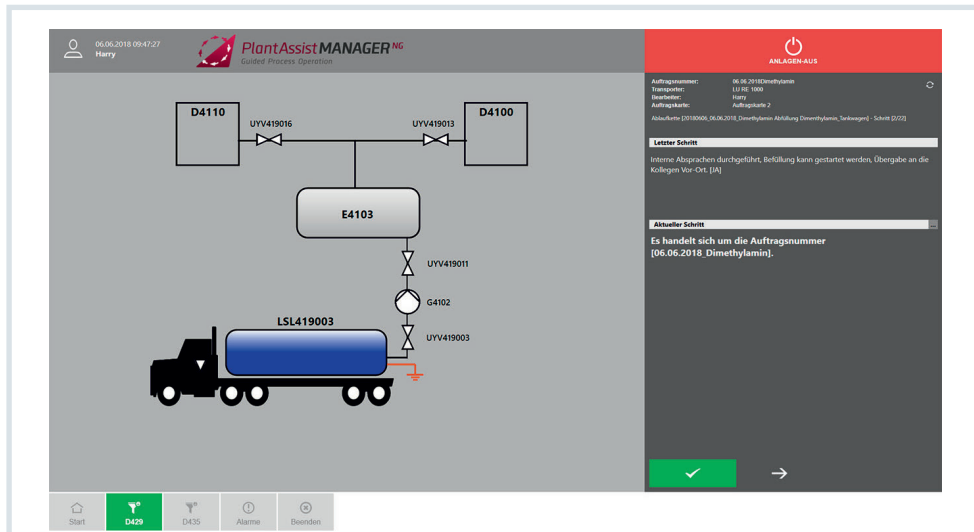 06.06.2018 09:47:27
Harry
PlantAssist MANAGER NG
Guided Process Operation
ANLAGEN-AUS
D4110
UYV419016
UYV419013
D4100
E4103
UYV419011
G4102
UYV419003
LSL419003
Auftragsnummer: 06.06.2018Dimethylamin
Transporter: LU RE 1000
Bearbeiter: Harry
Auftragskarte: Auftragskarte 2
Ablaufkette [20180606_06.06.2018_Dimethylamin Abfüllung Dimenthylamin_Tankwagen] - Schritt [2/22]
Letzter Schritt
Interne Absprachen durchgeführt, Befüllung kann gestartet werden, Übergabe an die
Kollegen Vor-Ort. [JA]
Aktueller Schritt
...
Es handelt sich um die Auftragsnummer
[06.06.2018_Dimethylamin].
Start
D429
D435
Alarme
Beenden